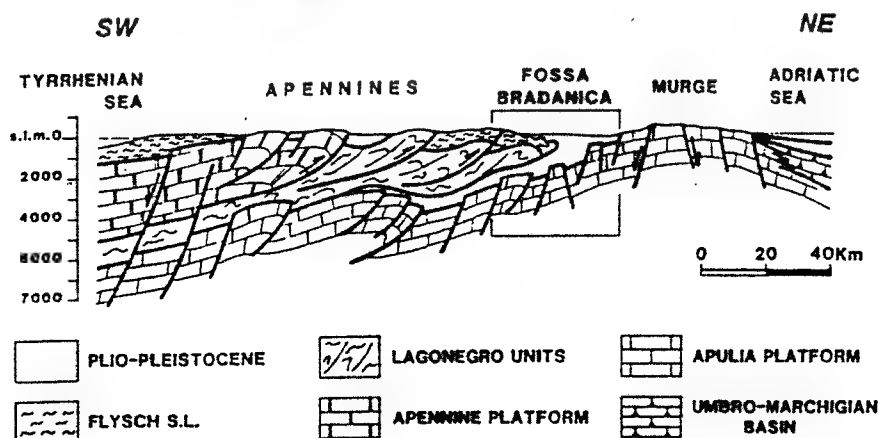 SW
NE
TYRRHENIAN
SEA
APENNINES
FOSSA
BRADANICA
MURGE
ADRIATIC
SEA
s.l.m.0
2000
4000
6000
7000
0 20 40Km
PLIO-PLEISTOCENE
LAGONEGRO UNITS
APULIA PLATFORM
FLYSCH S.L.
APENNINE PLATFORM
UMBRO-MARCHIGIAN
BASIN